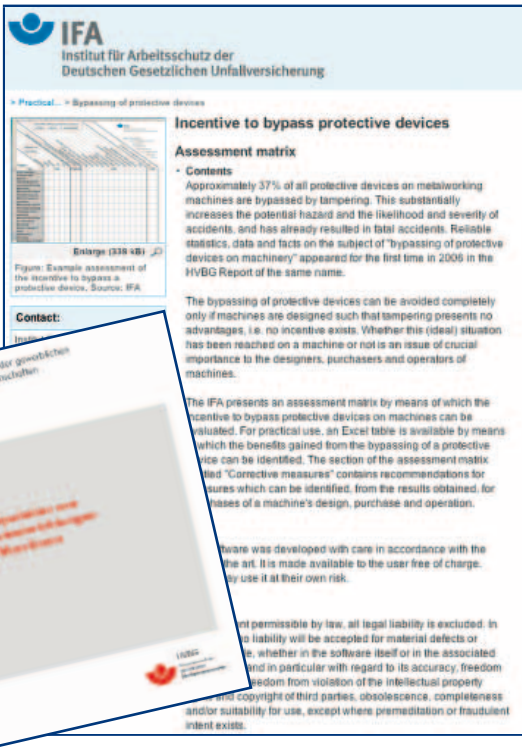 IFA
Institut für Arbeitsschutz der
Deutschen Gesetzlichen Unfallversicherung
> Practical... > Bypassing of protective devices
Incentive to bypass protective devices
Assessment matrix
Contents
Approximately 37% of all protective devices on metalworking
machines are bypassed by tampering. This substantially
increases the potential hazard and the likelihood and severity of
accidents, and has already resulted in fatal accidents. Reliable
statistics, data and facts on the subject of "bypassing of protective
devices on machinery" appeared for the first time in 2006 in the
HVBG Report of the same name.
Enlarge (339 kB)
Figure: Example assessment of
the incentive to bypass a
protective device, Source: IFA
Contact:
The bypassing of protective devices can be avoided completely
only if machines are designed such that tampering presents no
advantages, i.e. no incentive exists. Whether this (ideal) situation
has been reached on a machine or not is an issue of crucial
importance to the designers, purchasers and operators of
machines.
The IFA presents an assessment matrix by means of which the
incentive to bypass protective devices on machines can be
evaluated. For practical use, an Excel table is available by means
which the benefits gained from the bypassing of a protective
can be identified. The section of the assessment matrix
"Corrective measures" contains recommendations for
which can be identified, from the results obtained, for
of a machine's design, purchase and operation.
was developed with care in accordance with the
the art. It is made available to the user free of charge.
use it at their own risk.
permissible by law, all legal liability is excluded. In
liability will be accepted for material defects or
whether in the software itself or in the associated
and in particular with regard to its accuracy, freedom
freedom from violation of the intellectual property
and copyright of third parties, obsolescence, completeness
and/or suitability for use, except where premeditation or fraudulent
intent exists.
der gewerblichen
HVBG